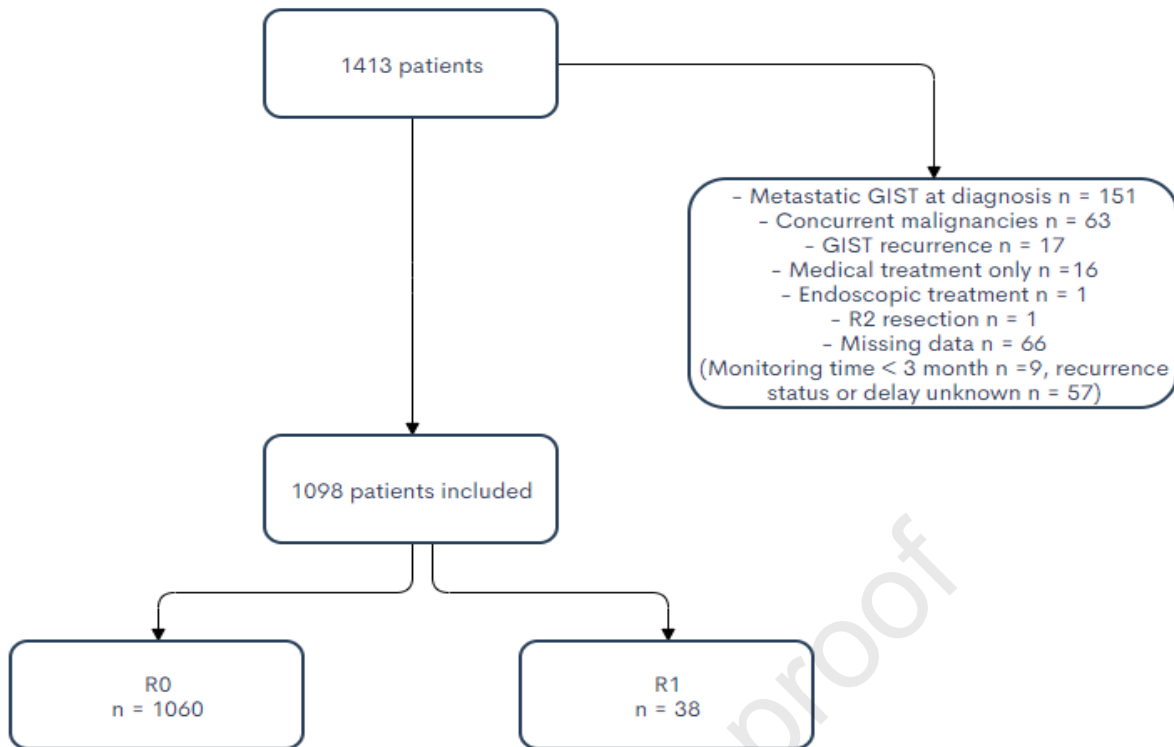 1413 patients
- Metastatic GIST at diagnosis n = 151
- Concurrent malignancies n = 63
- GIST recurrence n = 17
- Medical treatment only n =16
- Endoscopic treatment n = 1
- R2 resection n = 1
- Missing data n = 66
(Monitoring time < 3 month n =9, recurrence
status or delay unknown n = 57)
1098 patients included
R0
n = 1060
R1
n = 38
proof